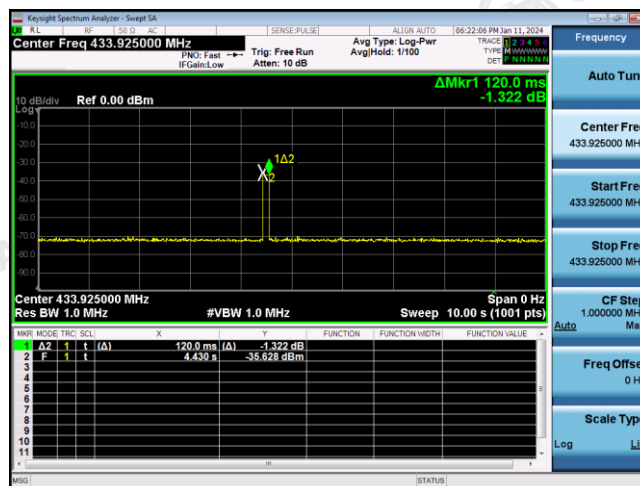 Keysight Spectrum Analyzer - Swept SA
RL RF 50 Ω AC SENSE:PULSE ALIGN AUTO 06:22:06 PM Jan 11, 2024
Center Freq 433.925000 MHz
PNO: Fast
IFGain:Low
Trig: Free Run
Atten: 10 dB
Avg Type: Log-Pwr
Avg|Hold: 1/100
TRACE 1 2 3 4 5 6
TYPE M WWWWW
DET P N N N N N
ΔMkr1 120.0 ms
-1.322 dB
10 dB/div Ref 0.00 dBm
Log
-10.0
-20.0
-30.0
-40.0
-50.0
-60.0
-70.0
-80.0
-90.0
1Δ2
2
Center 433.925000 MHz Span 0 Hz
Res BW 1.0 MHz #VBW 1.0 MHz Sweep 10.00 s (1001 pts)
MKR MODE TRC SCL X Y FUNCTION FUNCTION WIDTH FUNCTION VALUE
1 Δ2 1 t (Δ) 120.0 ms (Δ) -1.322 dB
2 F 1 t 4.430 s -35.628 dBm
3
4
5
6
7
8
9
10
11
MSG STATUS
Frequency
Auto Tun
Center Fre
433.925000 MH
Start Fre
433.925000 MH
Stop Fre
433.925000 MH
CF Step
1.000000 MH
Auto Ma
Freq Offse
0 H
Scale Type
Log Li